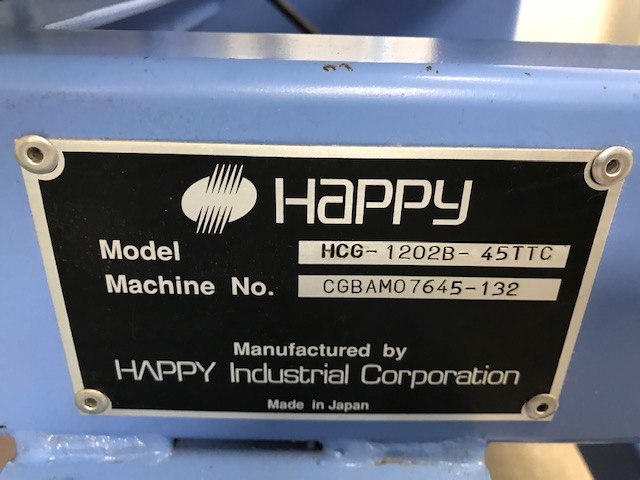 Happy
Model HCG-1202B-45TTC
Machine No. CGBAM07645-132
Manufactured by
HAPPY Industrial Corporation
Made in Japan